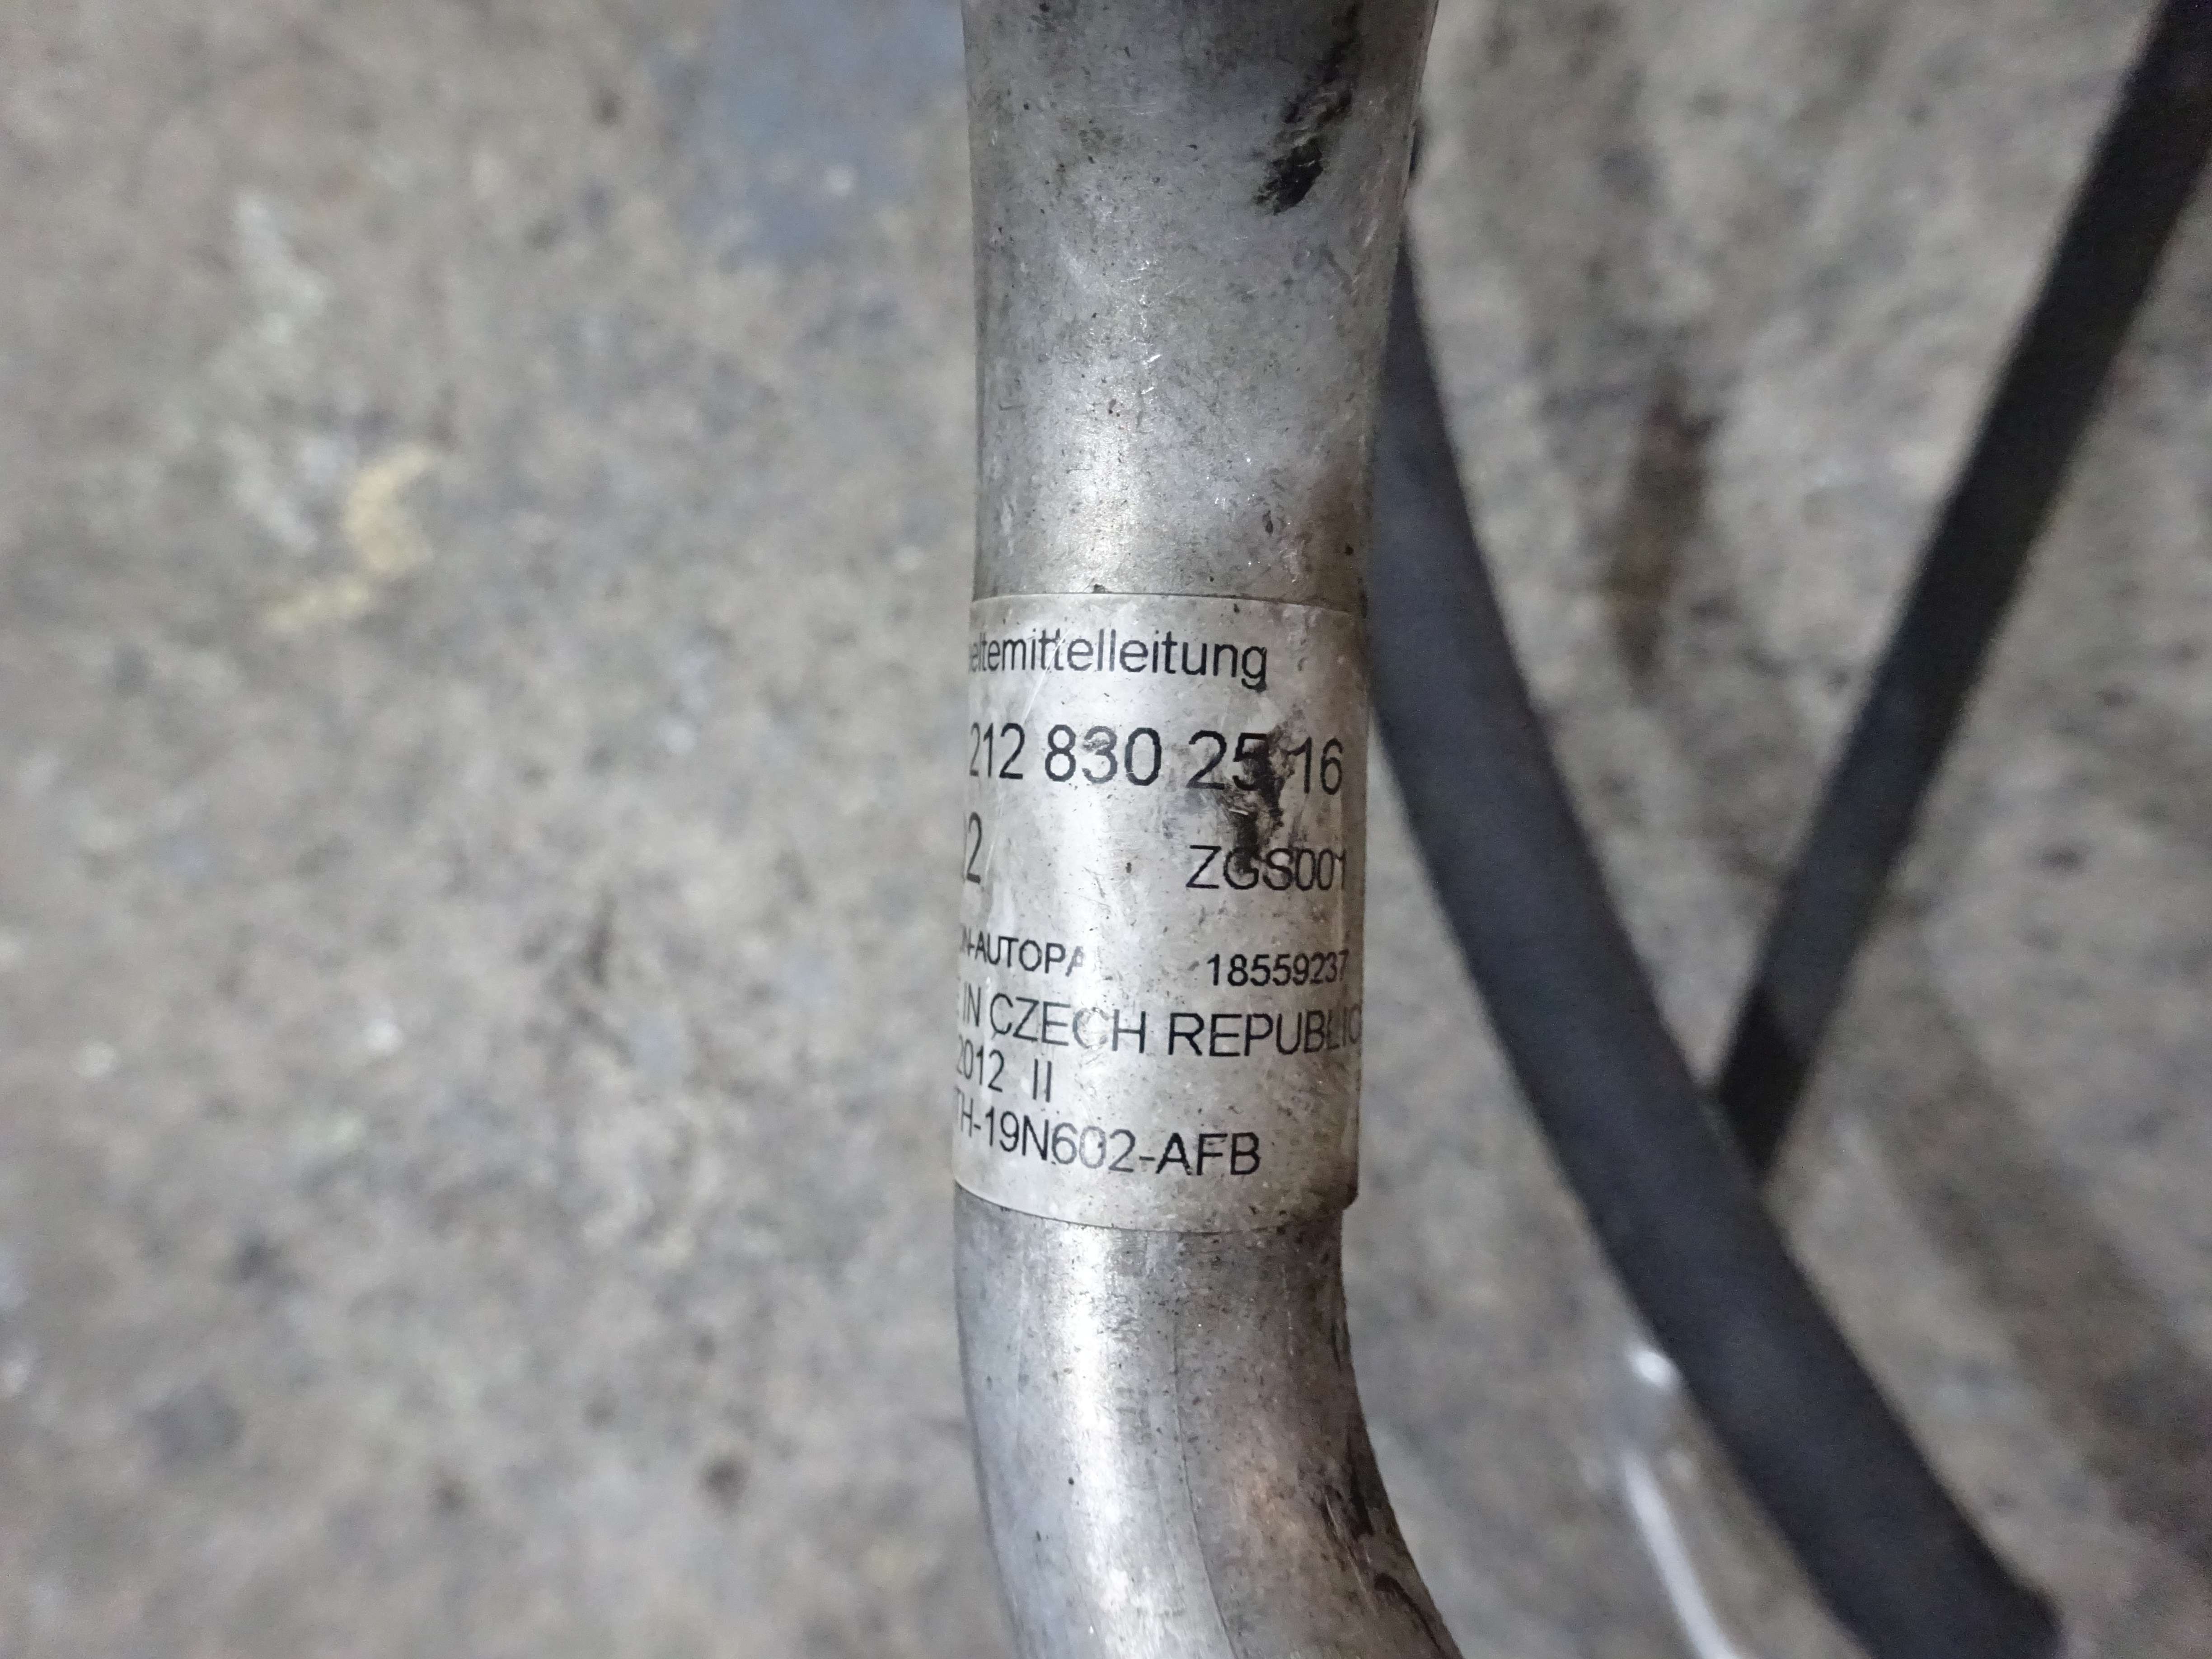 eltemittelleitung
212 830 25 16
2
ZGS001
N-AUTOPA 18559237
IN CZECH REPUBLIC
2012 II
TH-19N602-AFB